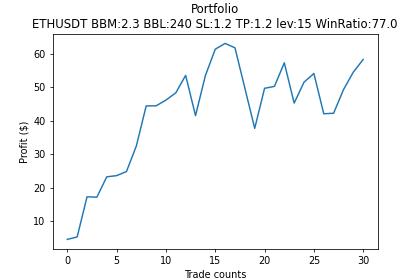 Portfolio
ETHUSDT BBM:2.3 BBL:240 SL:1.2 TP:1.2 lev:15 WinRatio:77.0
60
50
40
30
20
10
Profit ($)
0 5 10 15 20 25 30
Trade counts